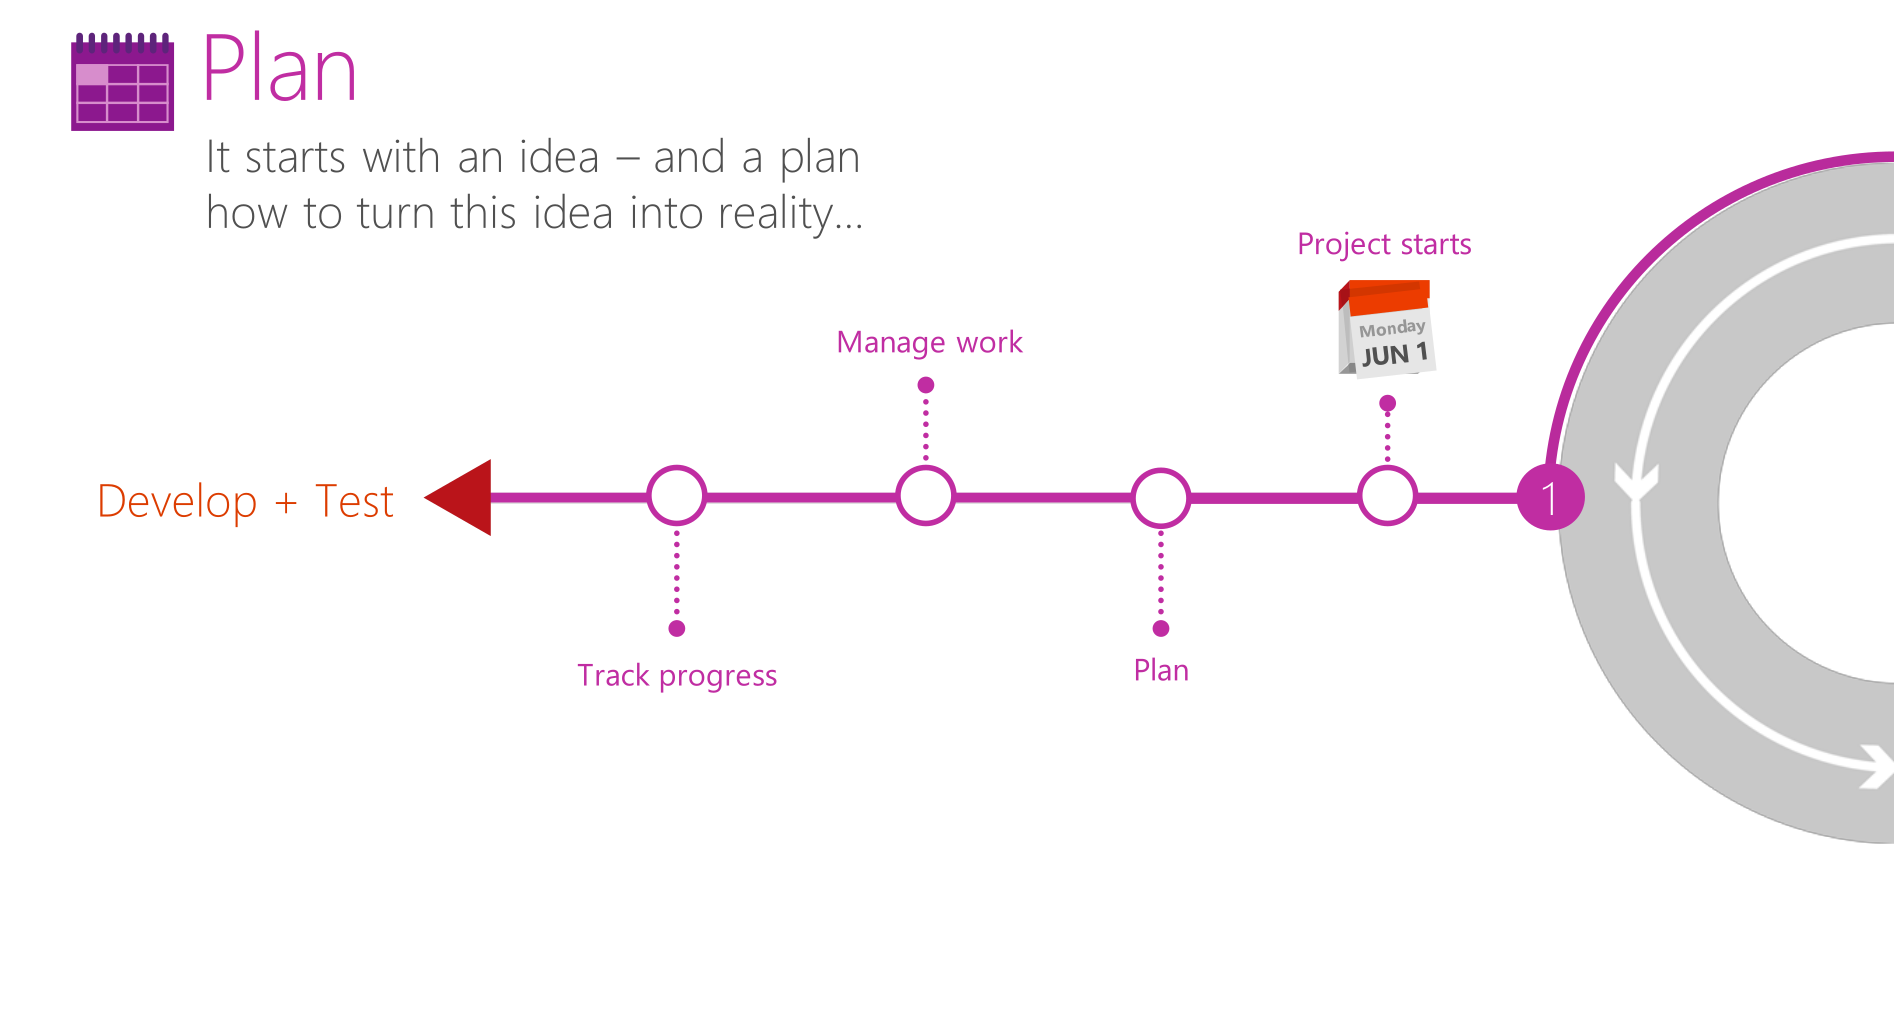 Plan
It starts with an idea – and a plan
how to turn this idea into reality...
Project starts
Monday
JUN 1
Manage work
Develop + Test
1
Track progress
Plan